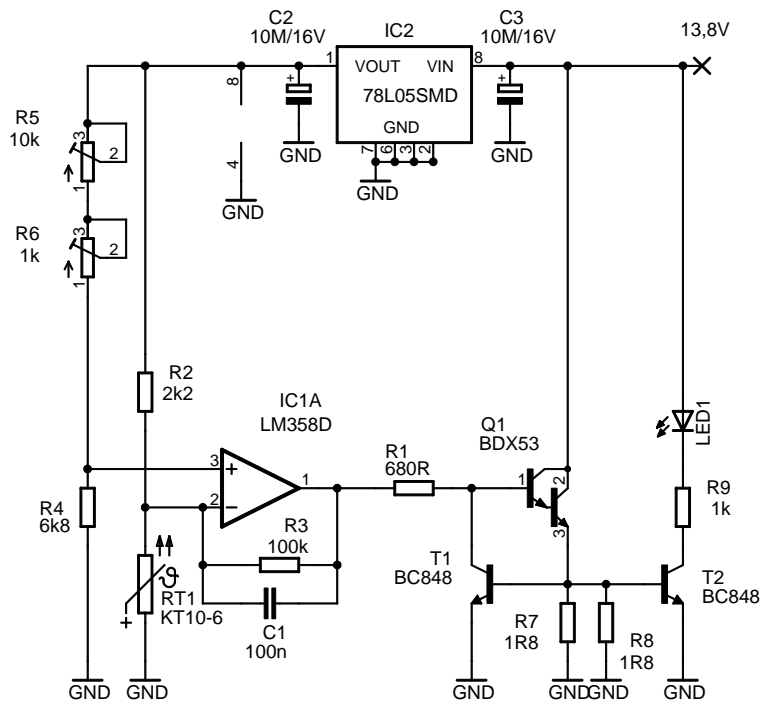 C2
10M/16V
IC2
C3
10M/16V
13,8V
1
VOUT
VIN
8
78L05SMD
GND
7
6
3
2
GND
GND
GND
8
4
GND
+
+
R5
10k
3
2
1
R6
1k
3
2
1
R2
2k2
IC1A
LM358D
3
+
2
−
1
R1
680R
Q1
BDX53
1
2
3
LED1
R9
1k
R4
6k8
R3
100k
C1
100n
ϑ
RT1
KT10-6
+
T1
BC848
T2
BC848
R7
1R8
R8
1R8
GND
GND
GND
GND
GND
GND